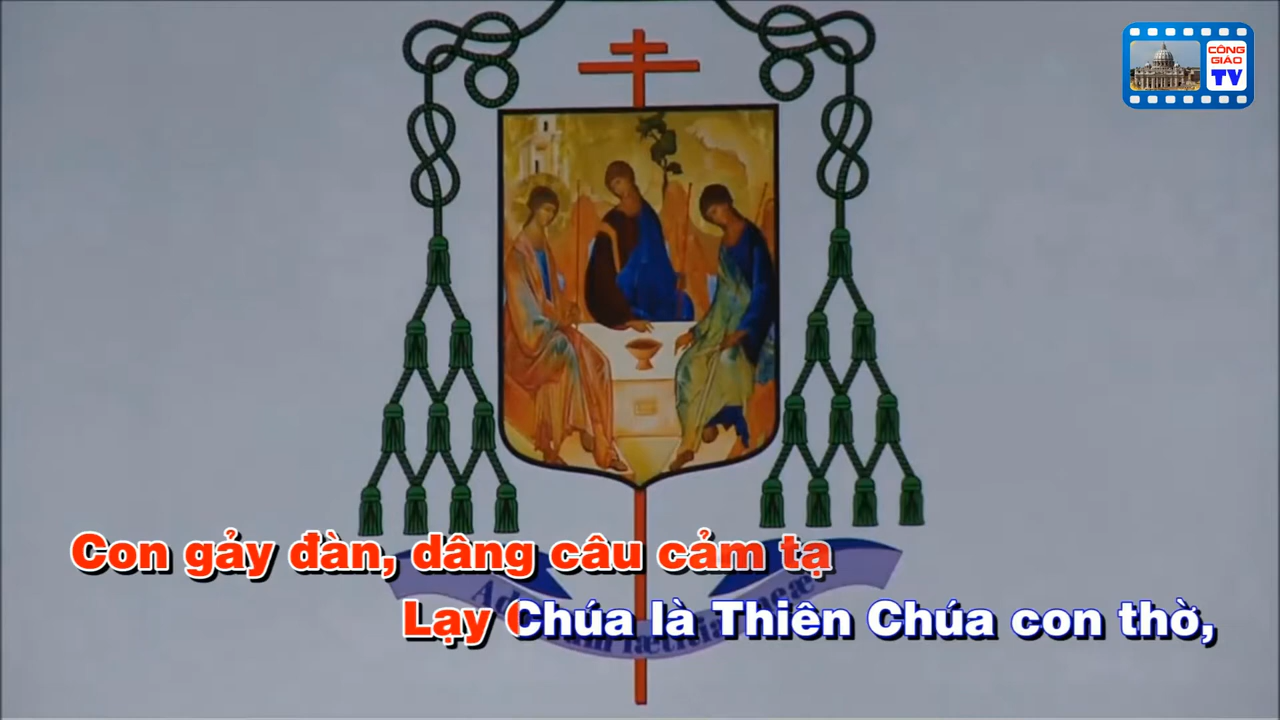 CÔNG
GIÁO
TV
Con gảy đàn, dâng câu cảm tạ
Lạy Chúa là Thiên Chúa con thờ,